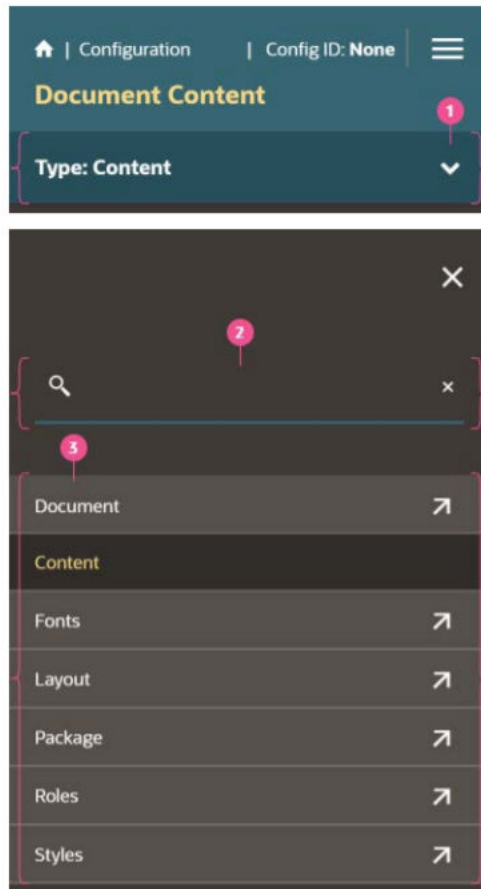 | Configuration | Config ID: None
Document Content
1
Type: Content
2
3
Document
Content
Fonts
Layout
Package
Roles
Styles